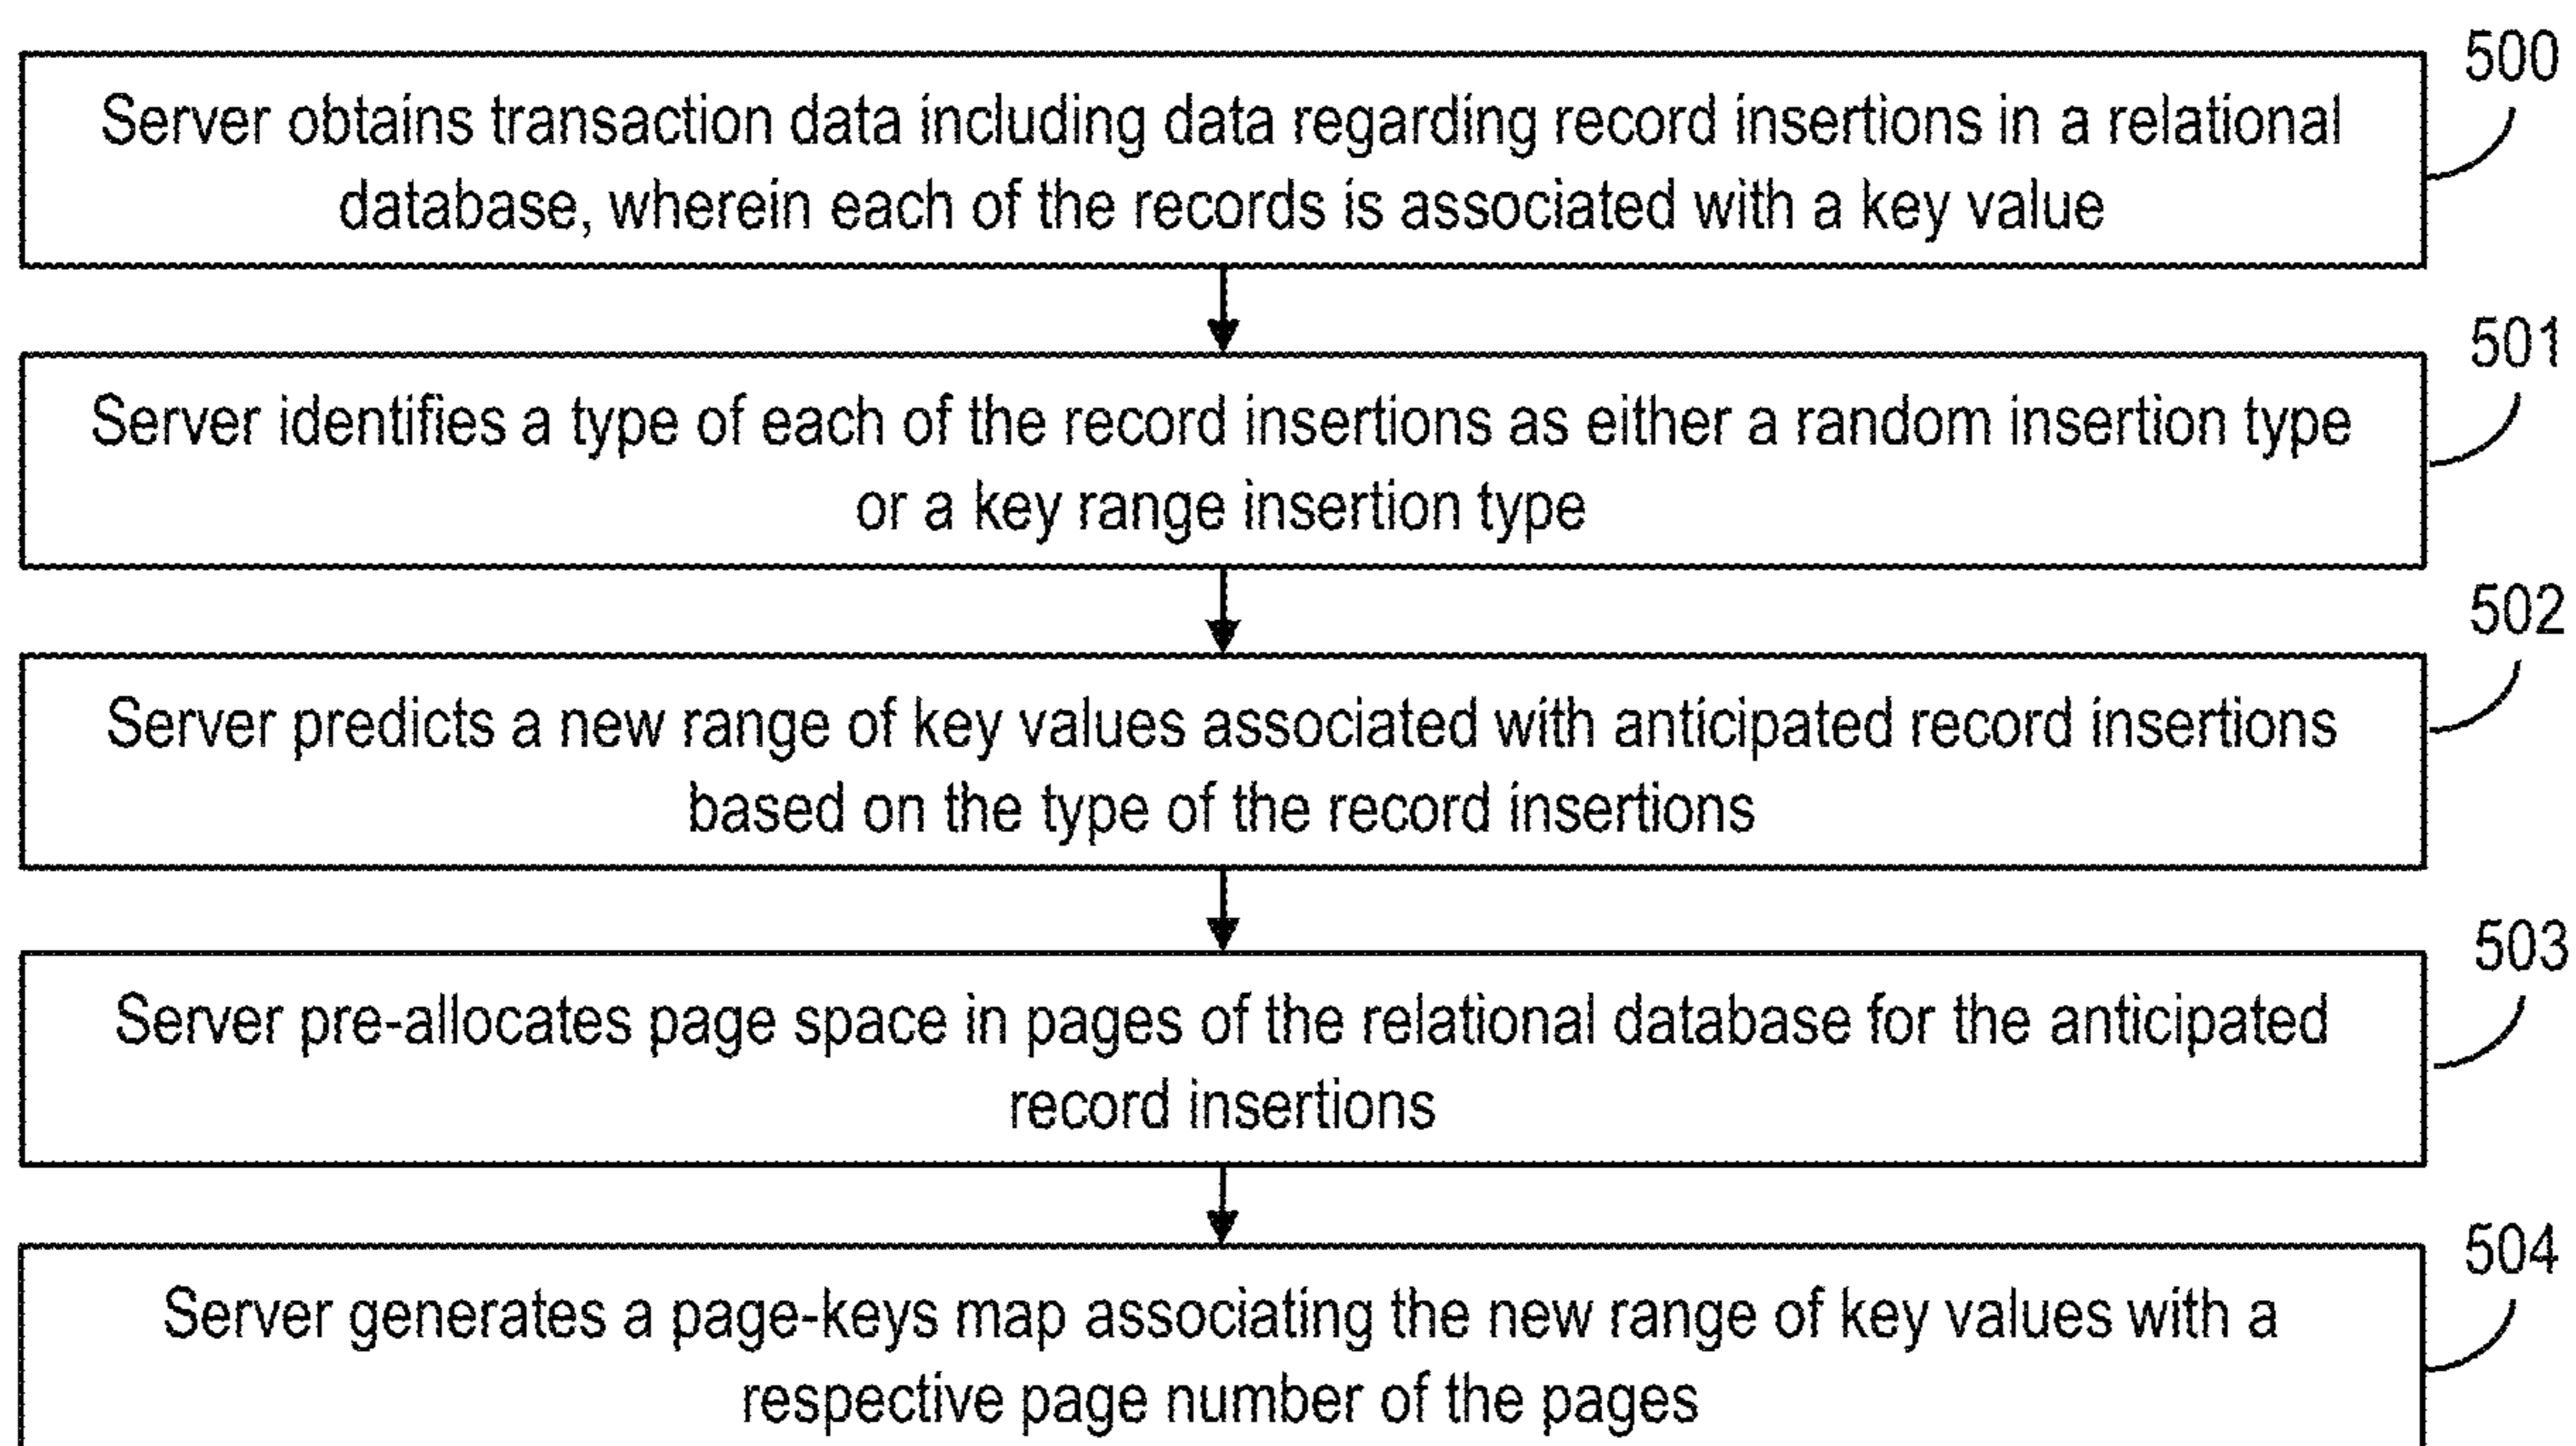 500
Server obtains transaction data including data regarding record insertions in a relational
database, wherein each of the records is associated with a key value
501
Server identifies a type of each of the record insertions as either a random insertion type
or a key range insertion type
502
Server predicts a new range of key values associated with anticipated record insertions
based on the type of the record insertions
503
Server pre-allocates page space in pages of the relational database for the anticipated
record insertions
504
Server generates a page-keys map associating the new range of key values with a
respective page number of the pages